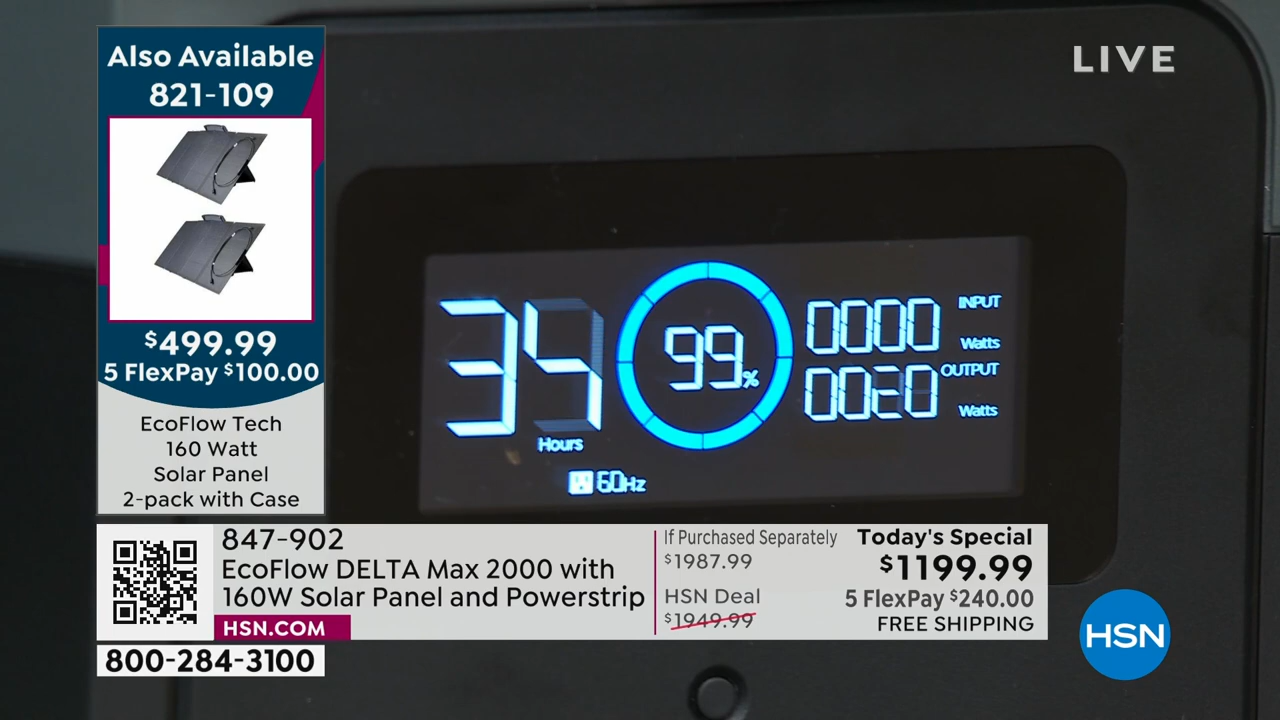 Also Available
821-109
$499.99
5 FlexPay $100.00
EcoFlow Tech
160 Watt
Solar Panel
2-pack with Case
LIVE
34
Hours
99%
0000 INPUT
Watts
0020 OUTPUT
Watts
60Hz
847-902
EcoFlow DELTA Max 2000 with
160W Solar Panel and Powerstrip
HSN.COM
If Purchased Separately
$1987.99
HSN Deal
$1949.99
Today's Special
$1199.99
5 FlexPay $240.00
FREE SHIPPING
800-284-3100
HSN